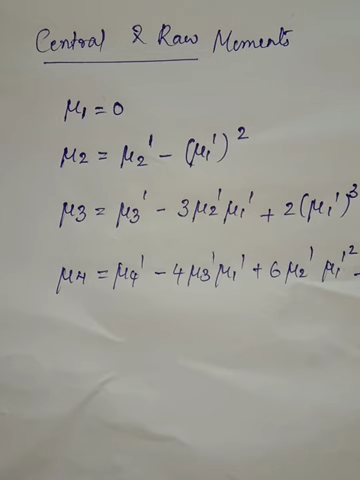 Central & Raw Moments
μ1 = 0
μ2 = μ2' - (μ1')^2
μ3 = μ3' - 3μ2'μ1' + 2(μ1')^3
μ4 = μ4' - 4μ3'μ1' + 6μ2' μ1'^2 -